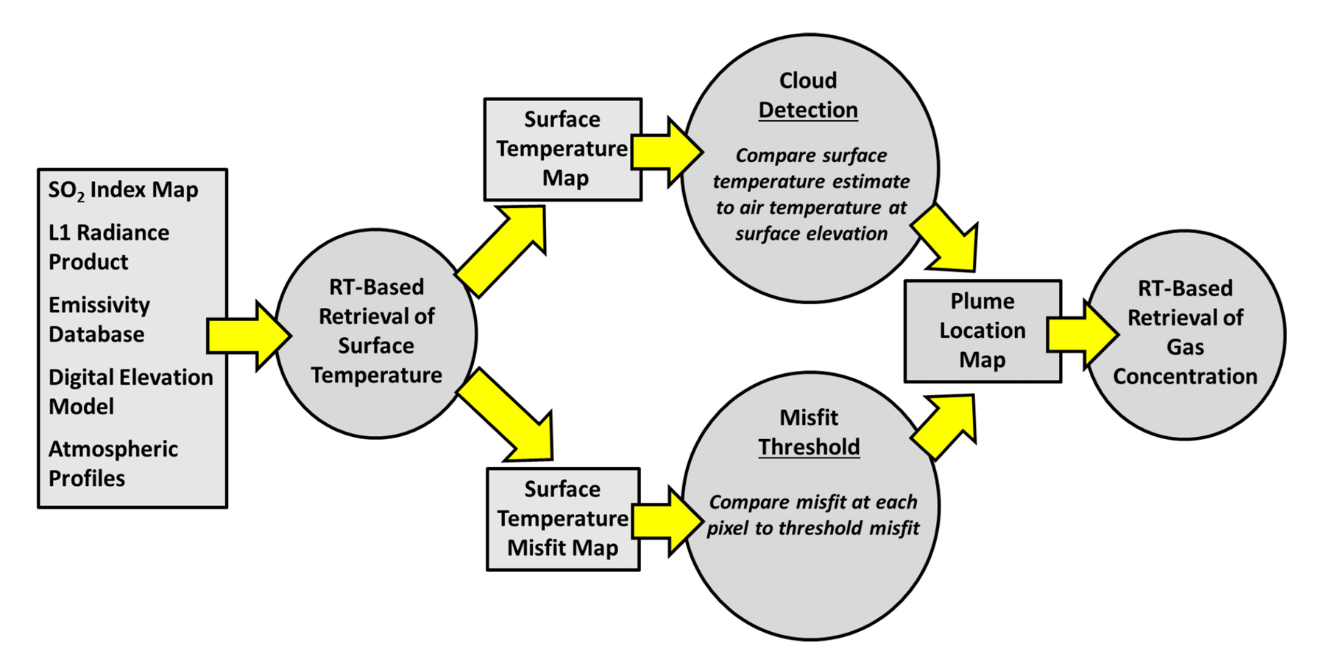 SO₂ Index Map
L1 Radiance
Product
Emissivity
Database
Digital Elevation
Model
Atmospheric
Profiles
RT-Based
Retrieval of
Surface
Temperature
Surface
Temperature
Map
Cloud
Detection
Compare surface
temperature estimate
to air temperature at
surface elevation
Surface
Temperature
Misfit Map
Misfit
Threshold
Compare misfit at each
pixel to threshold misfit
Plume
Location
Map
RT-Based
Retrieval of
Gas
Concentration